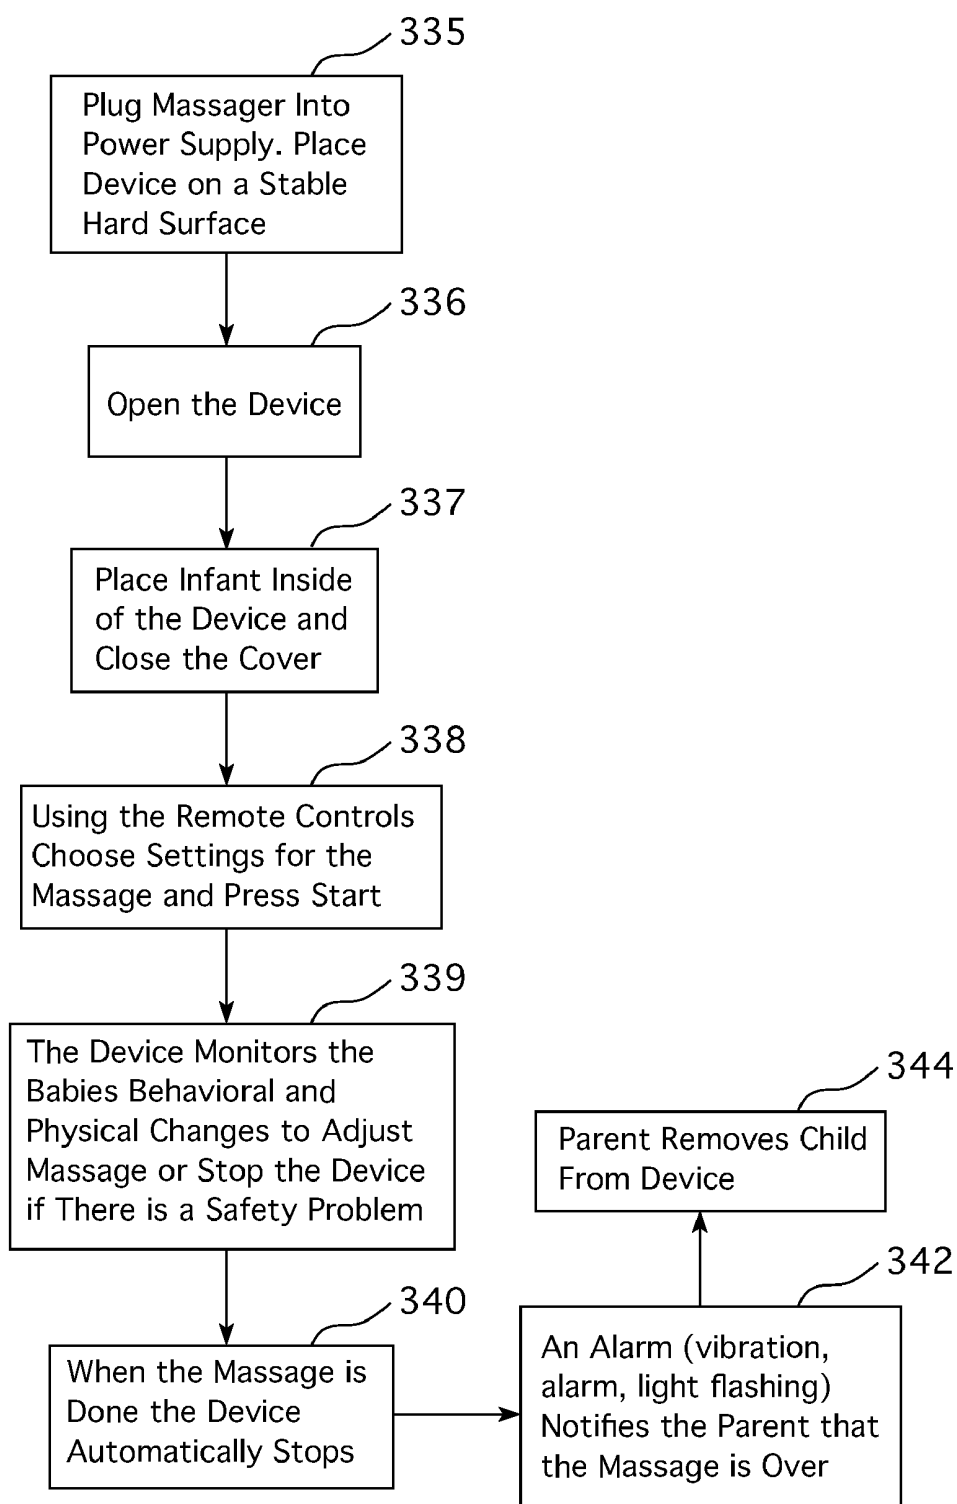 335
Plug Massager Into
Power Supply. Place
Device on a Stable
Hard Surface
336
Open the Device
337
Place Infant Inside
of the Device and
Close the Cover
338
Using the Remote Controls
Choose Settings for the
Massage and Press Start
339
The Device Monitors the
Babies Behavioral and
Physical Changes to Adjust
Massage or Stop the Device
if There is a Safety Problem
340
When the Massage is
Done the Device
Automatically Stops
342
An Alarm (vibration,
alarm, light flashing)
Notifies the Parent that
the Massage is Over
344
Parent Removes Child
From Device